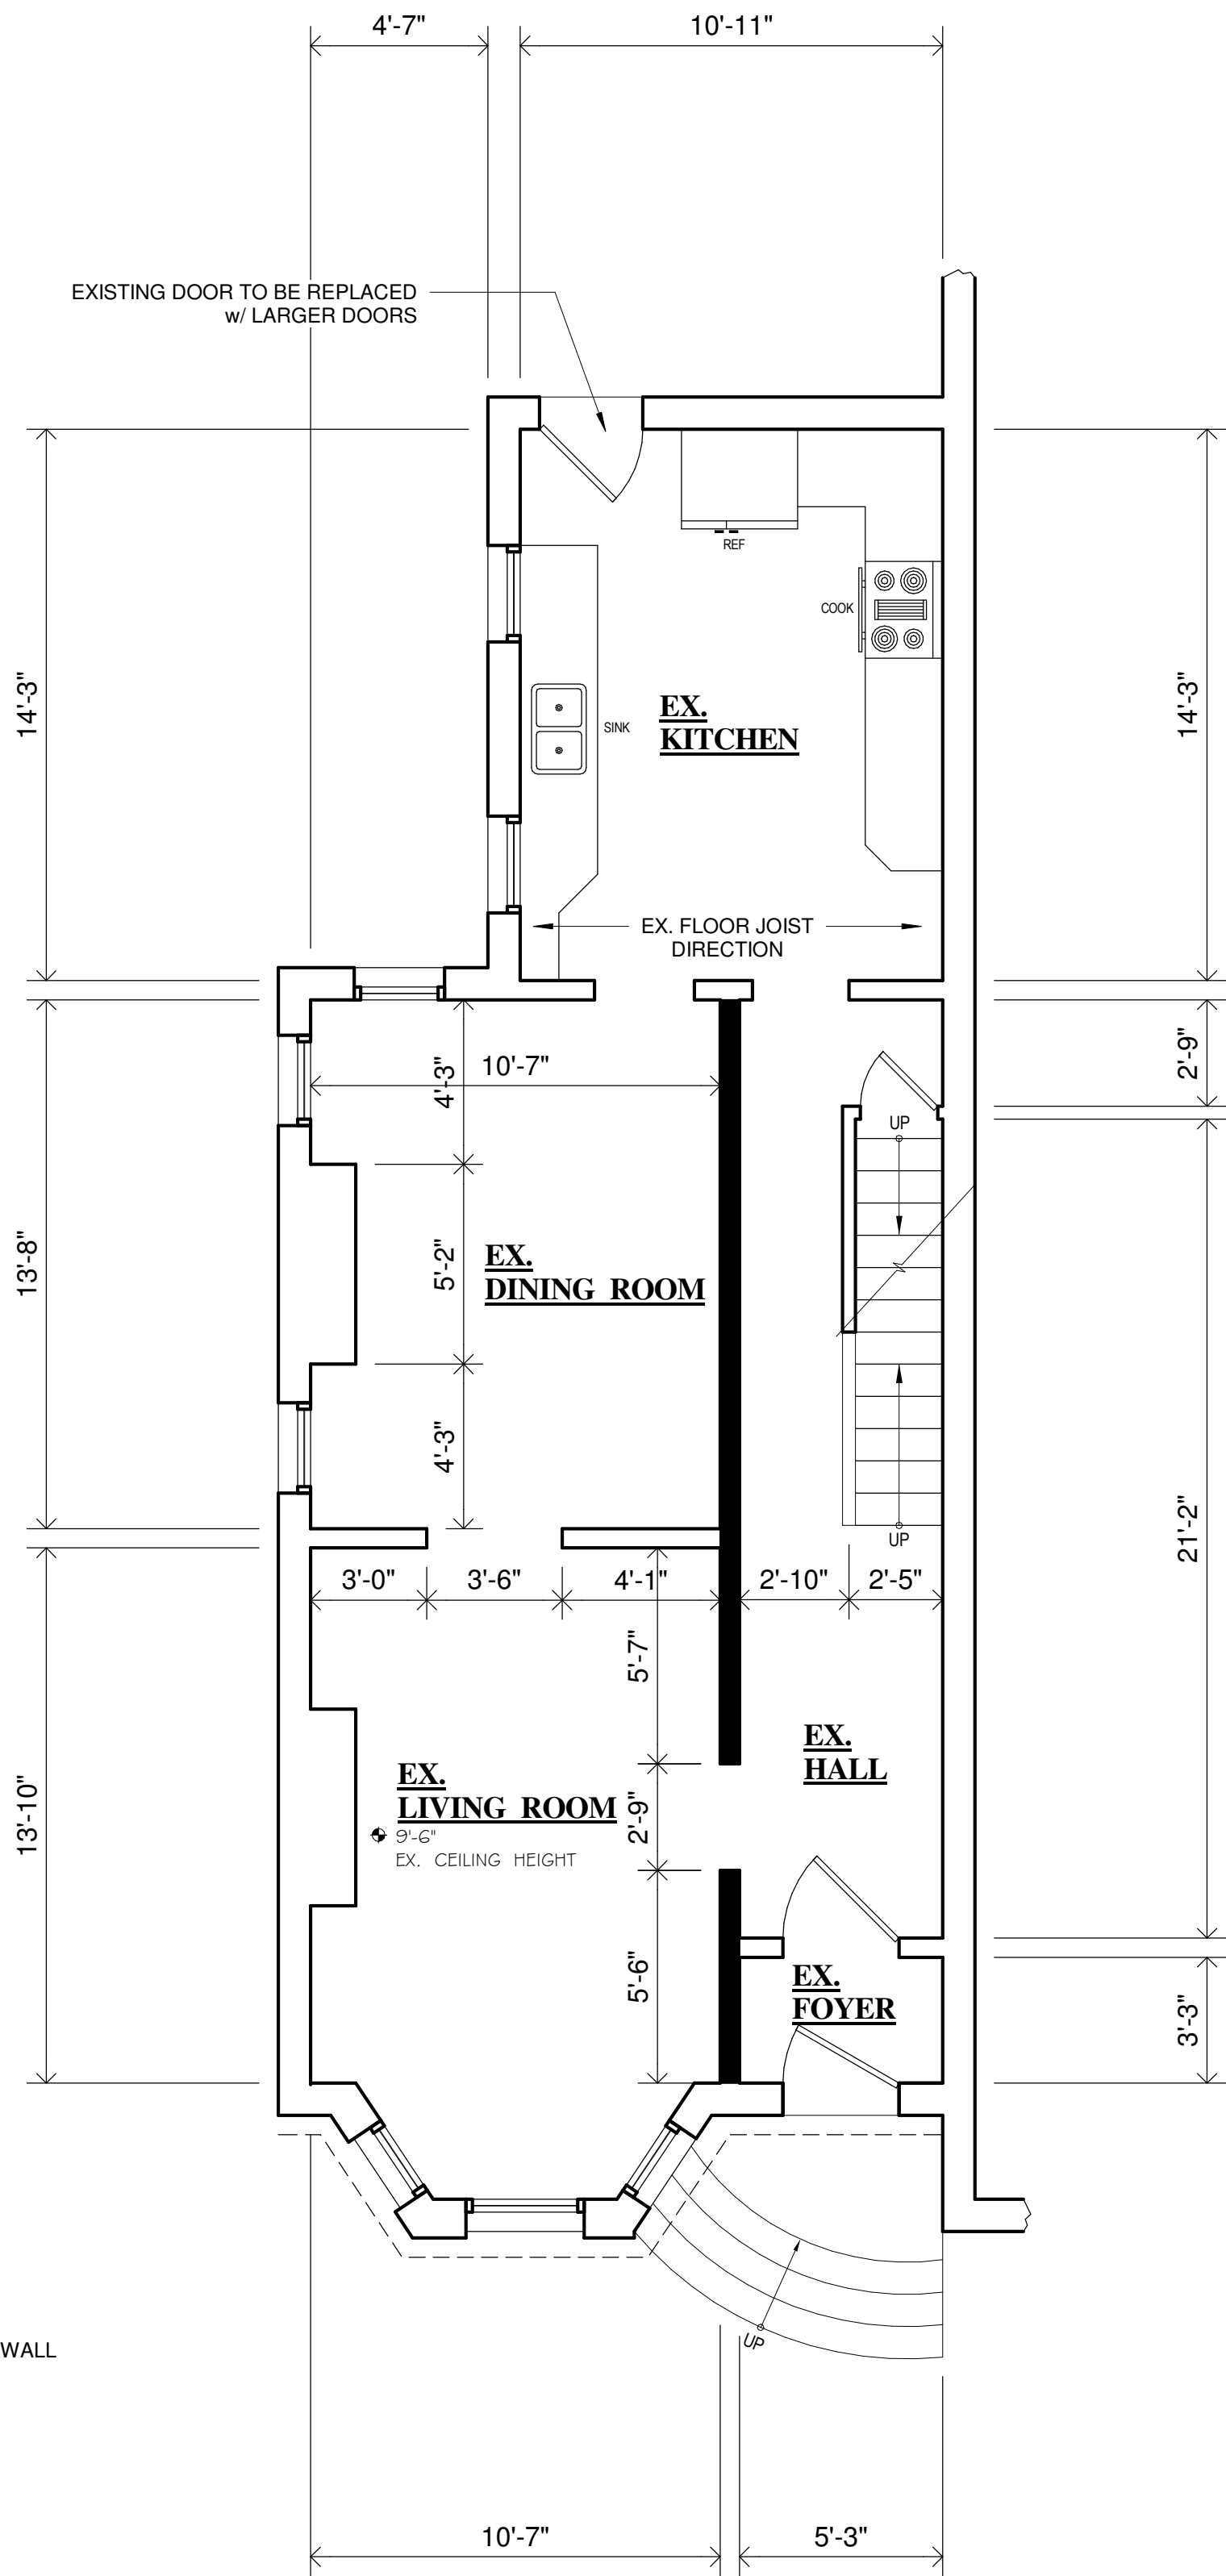 4'-7"
10'-11"
EXISTING DOOR TO BE REPLACED
w/ LARGER DOORS
REF
COOK
14'-3"
14'-3"
EX.
KITCHEN
SINK
EX. FLOOR JOIST
DIRECTION
2'-9"
4'-3"
10'-7"
UP
13'-8"
5'-2"
EX.
DINING ROOM
4'-3"
21'-2"
UP
3'-0"
3'-6"
4'-1"
2'-10"
2'-5"
5'-7"
EX.
HALL
13'-10"
EX.
LIVING ROOM
9'-6"
EX. CEILING HEIGHT
2'-9"
5'-6"
EX.
FOYER
3'-3"
UP
WALL
10'-7"
5'-3"